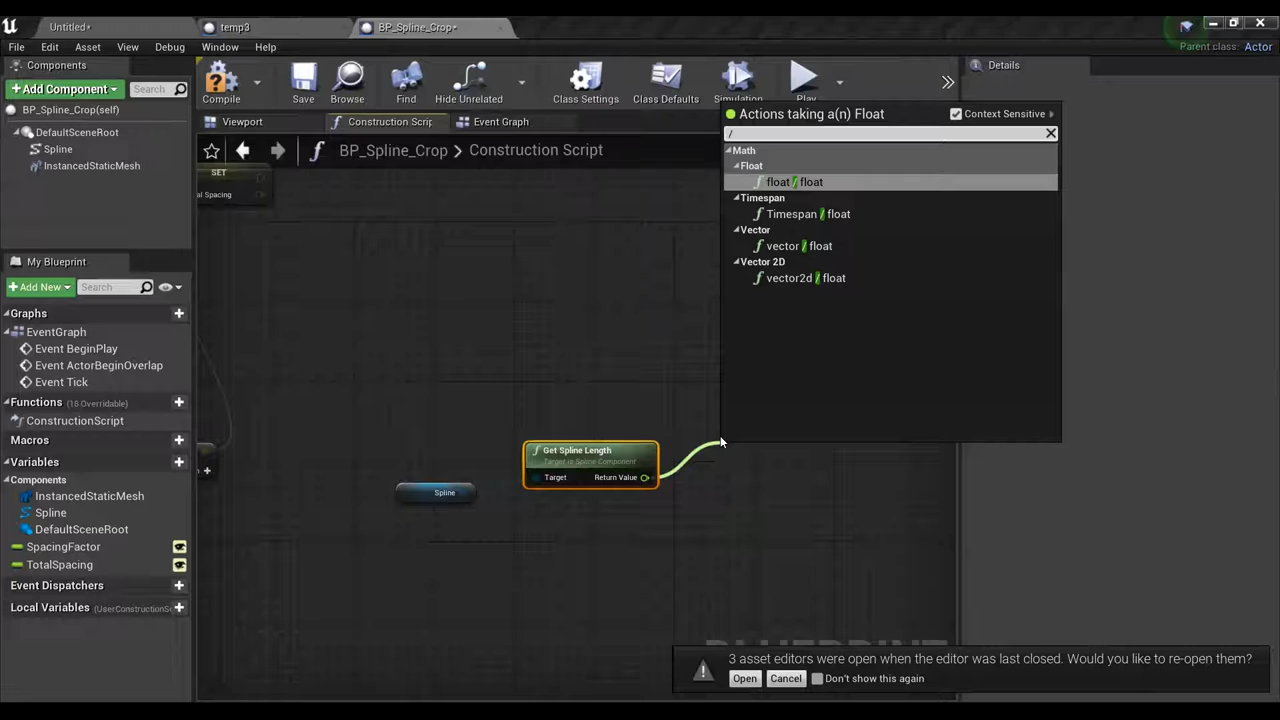 Untitled*
temp3
BP_Spline_Crop*
File Edit Asset View Debug Window Help
Parent class: Actor
Components
+Add Component
Search
BP_Spline_Crop(self)
DefaultSceneRoot
Spline
InstancedStaticMesh
Compile
Save
Browse
Find
Hide Unrelated
Class Settings
Class Defaults
Simulation
Play
Details
Viewport
Construction Scrip
Event Graph
BP_Spline_Crop > Construction Script
SET
al Spacing
Actions taking a(n) Float
Context Sensitive
/
Math
Float
float / float
Timespan
Timespan / float
Vector
vector / float
Vector 2D
vector2d / float
My Blueprint
+Add New
Search
Graphs
EventGraph
Event BeginPlay
Event ActorBeginOverlap
Event Tick
Functions (18 Overridable)
ConstructionScript
Macros
Variables
Components
InstancedStaticMesh
Spline
DefaultSceneRoot
SpacingFactor
TotalSpacing
Event Dispatchers
Local Variables (UserConstructionSc
Get Spline Length
Target is Spline Component
Target
Return Value
Spline
BLUEPRINT
3 asset editors were open when the editor was last closed. Would you like to re-open them?
Open
Cancel
Don't show this again